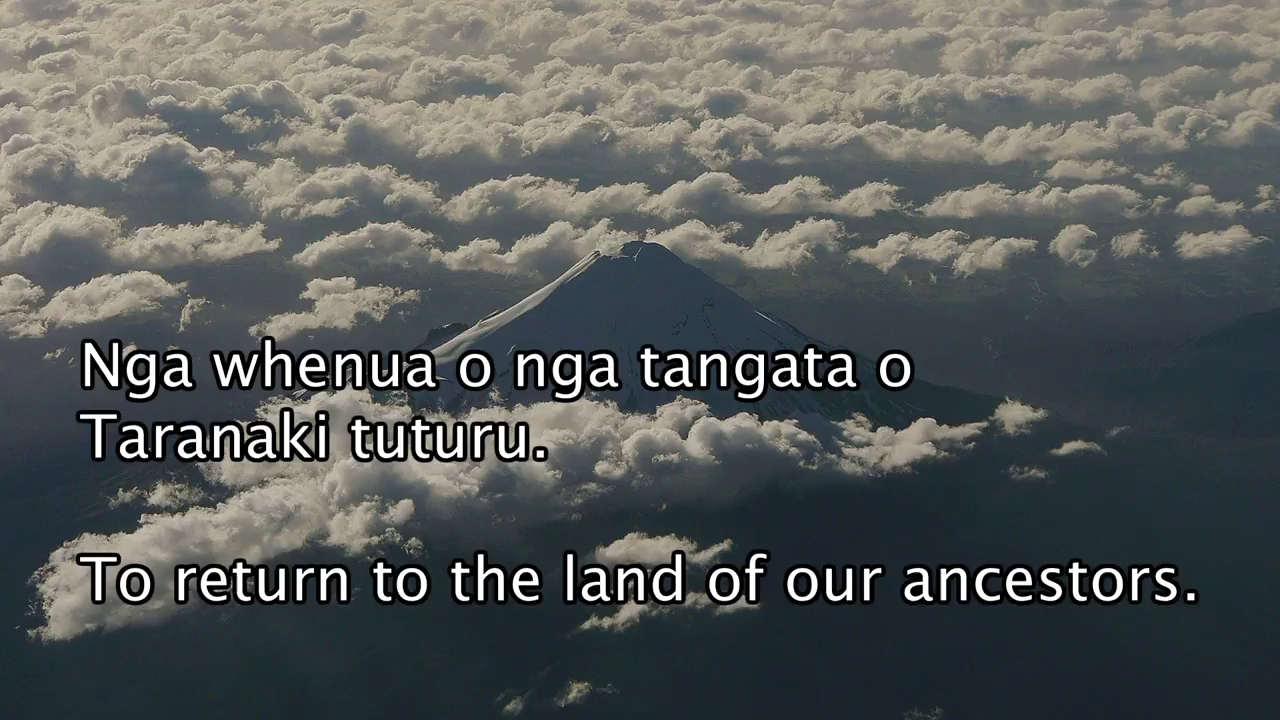 Nga whenua o nga tangata o
Taranaki tuturu.
To return to the land of our ancestors.